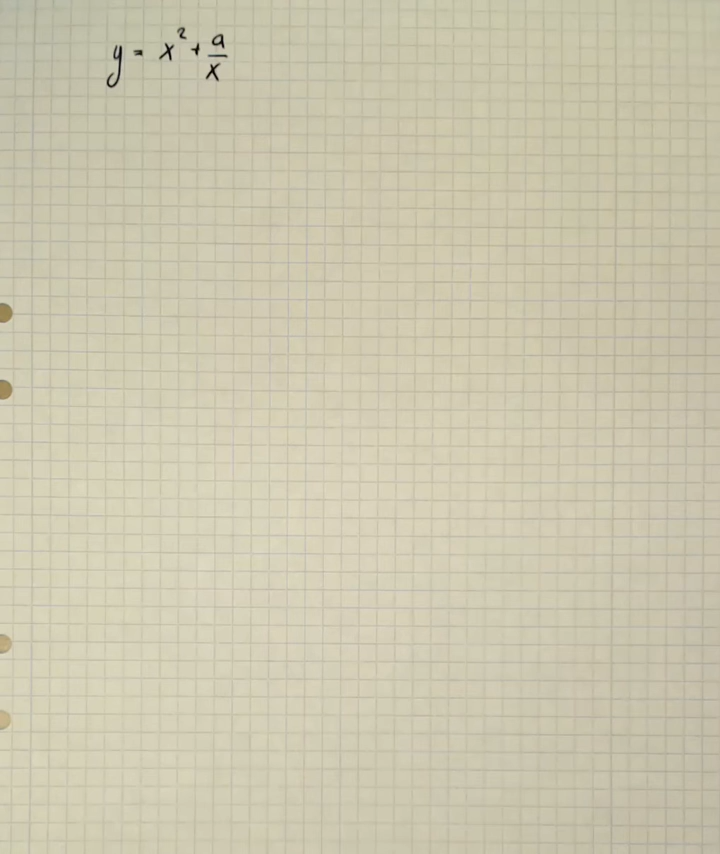 y = x² + a/x